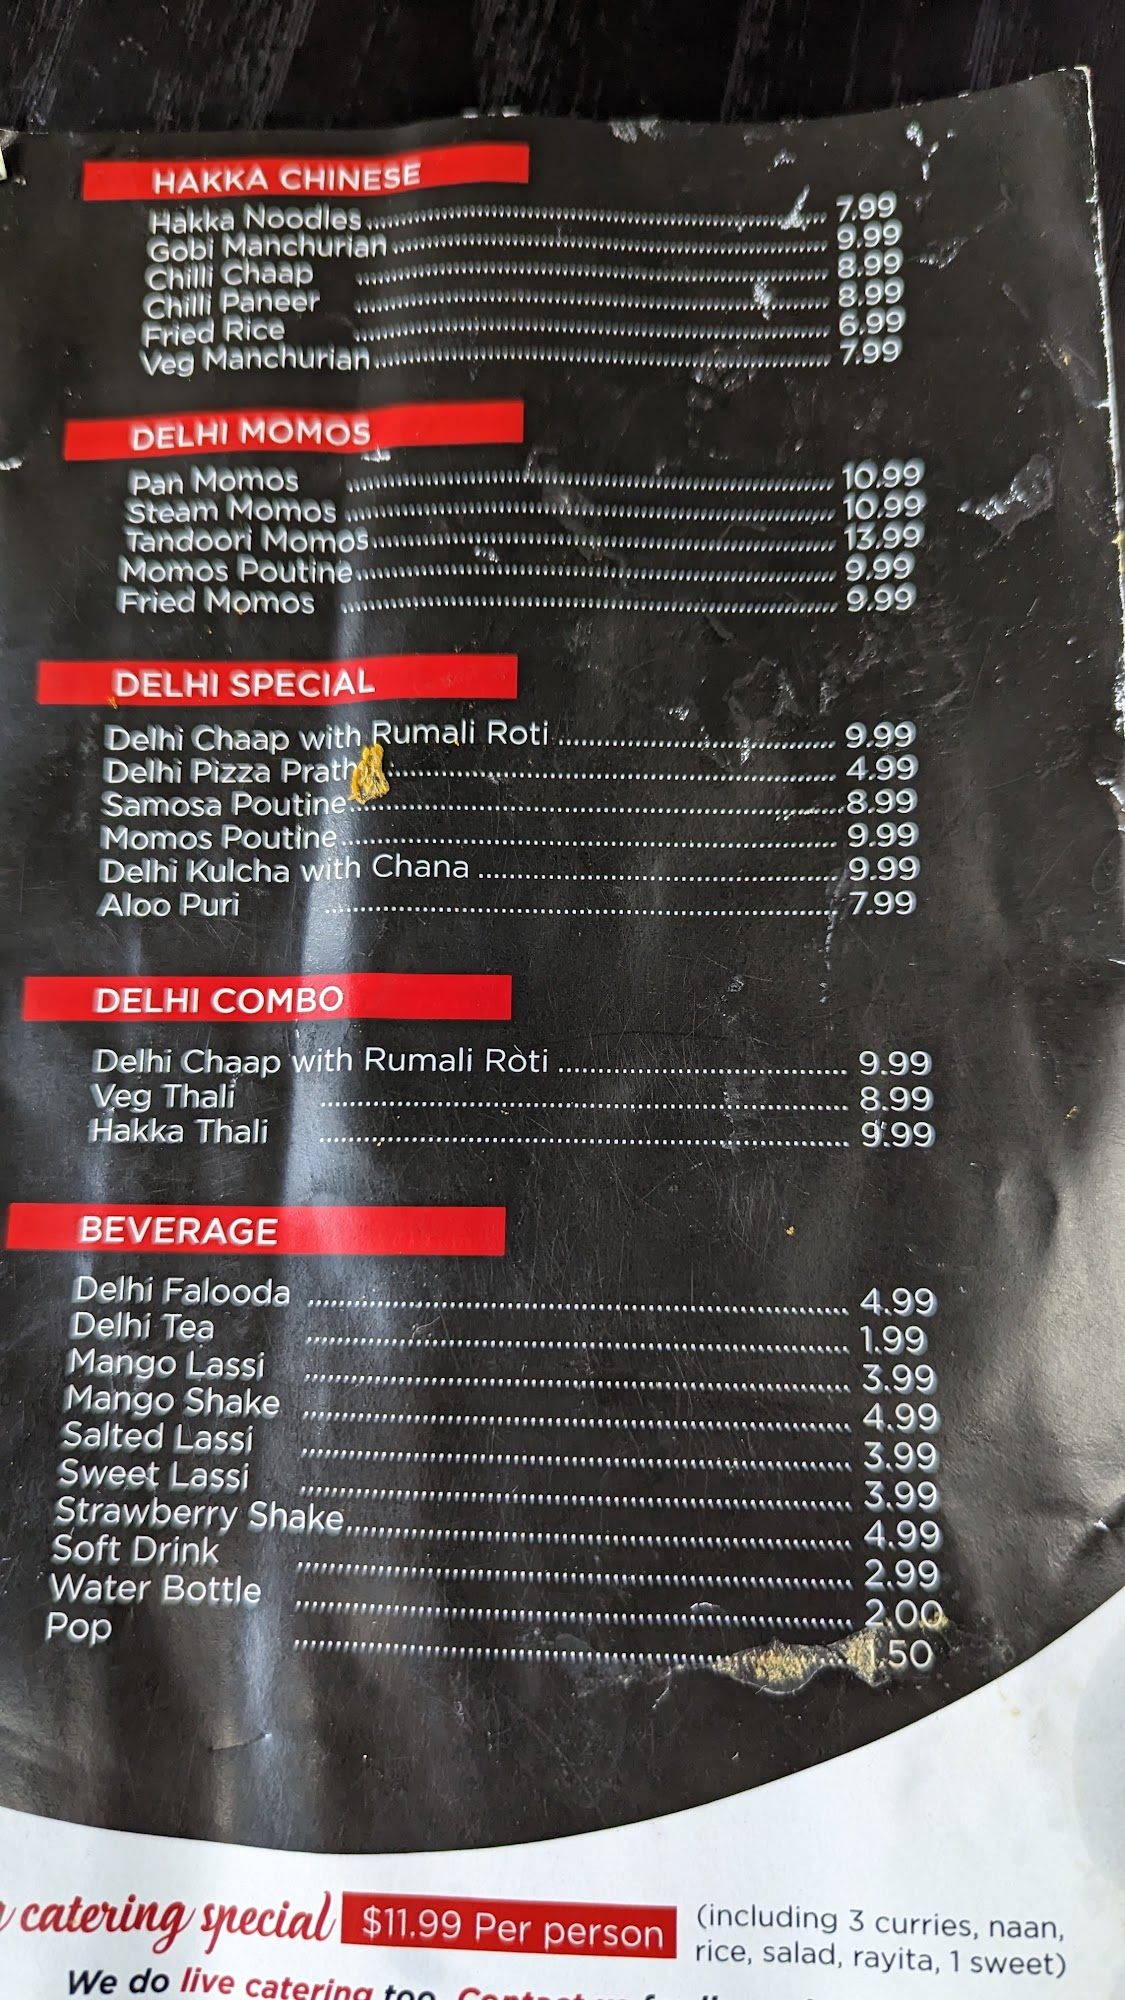 HAKKA CHINESE
Hakka Noodles 7.99
Gobi Manchurian 9.99
Chilli Chaap 8.99
Chilli Paneer 8.99
Fried Rice 6.99
Veg Manchurian 7.99
DELHI MOMOS
Pan Momos 10.99
Steam Momos 10.99
Tandoori Momos 13.99
Momos Poutine 9.99
Fried Momos 9.99
DELHI SPECIAL
Delhi Chaap with Rumali Roti 9.99
Delhi Pizza 4.99
Samosa Poutine 8.99
Momos Poutine 9.99
Delhi Kulcha with Chana 9.99
Aloo Puri 7.99
DELHI COMBO
Delhi Chaap with Rumali Roti 9.99
Veg Thali 8.99
Hakka Thali 9.99
BEVERAGE
Delhi Falooda 4.99
Delhi Tea 1.99
Mango Lassi 3.99
Mango Shake 4.99
Salted Lassi 3.99
Sweet Lassi 3.99
Strawberry Shake 4.99
Soft Drink 2.99
Water Bottle 2.00
Pop 1.50
catering special $11.99 Per person (including 3 curries, naan,
rice, salad, rayita, 1 sweet)
We do live catering too